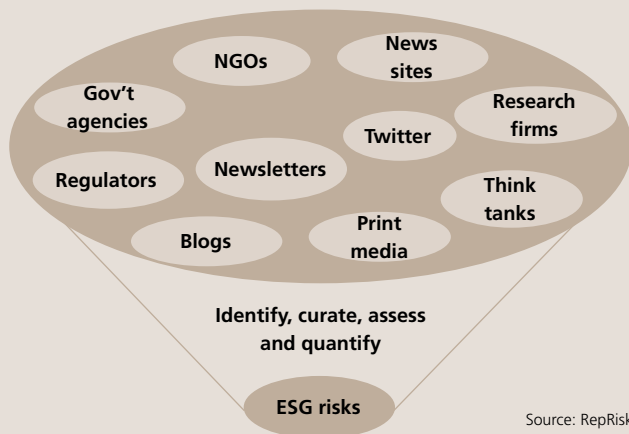 NGOs
News
sites
Gov't
agencies
Research
firms
Twitter
Newsletters
Regulators
Think
tanks
Blogs
Print
media
Identify, curate, assess
and quantify
ESG risks
Source: RepRisk